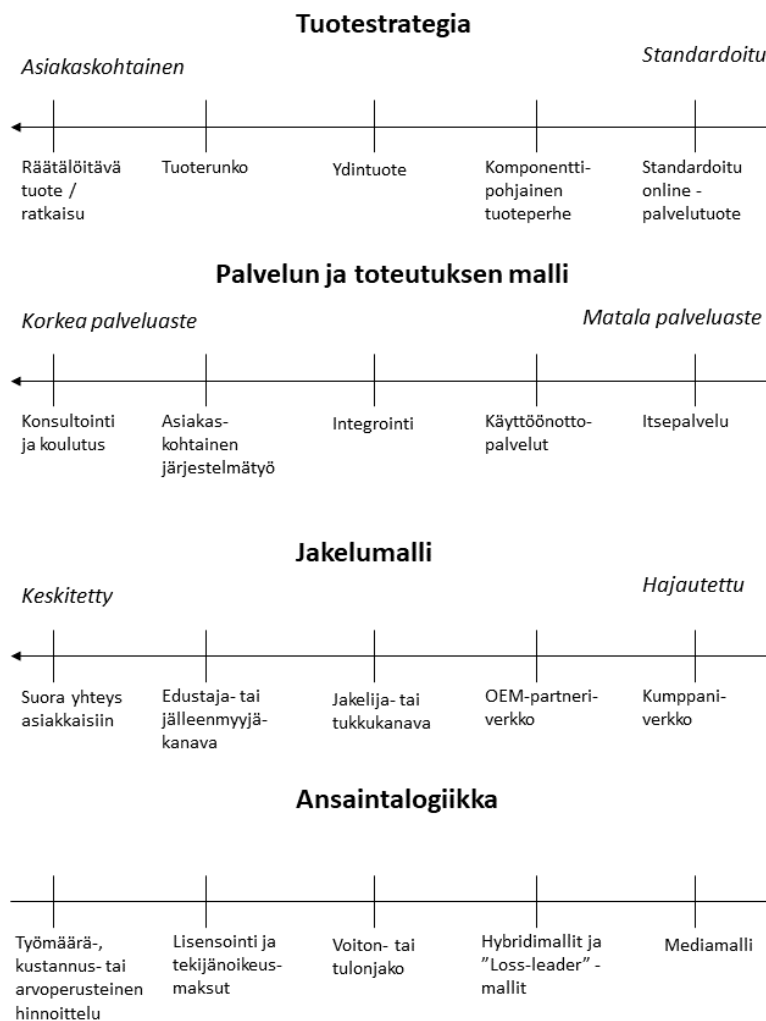 Tuotestrategia
Asiakaskohtainen
Standardoitu
Räätälöitävä
tuote /
ratkaisu
Tuoterunko
Ydintuote
Komponentti-
pohjainen
tuoteperhe
Standardoitu
online -
palvelutuote
Palvelun ja toteutuksen malli
Korkea palveluaste
Matala palveluaste
Konsultointi
ja koulutus
Asiakas-
kohtainen
järjestelmätyö
Integrointi
Käyttöönotto-
palvelut
Itsepalvelu
Jakelumalli
Keskitetty
Hajautettu
Suora yhteys
asiakkaisiin
Edustaja- tai
jälleenmyyjä-
kanava
Jakelija- tai
tukkukanava
OEM-partneri-
verkko
Kumppani-
verkko
Ansaintalogiikka
Työmäärä-,
kustannus- tai
arvoperusteinen
hinnoittelu
Lisensointi ja
tekijänoikeus-
maksut
Voiton- tai
tulonjako
Hybridimallit ja
”Loss-leader” -
mallit
Mediamalli